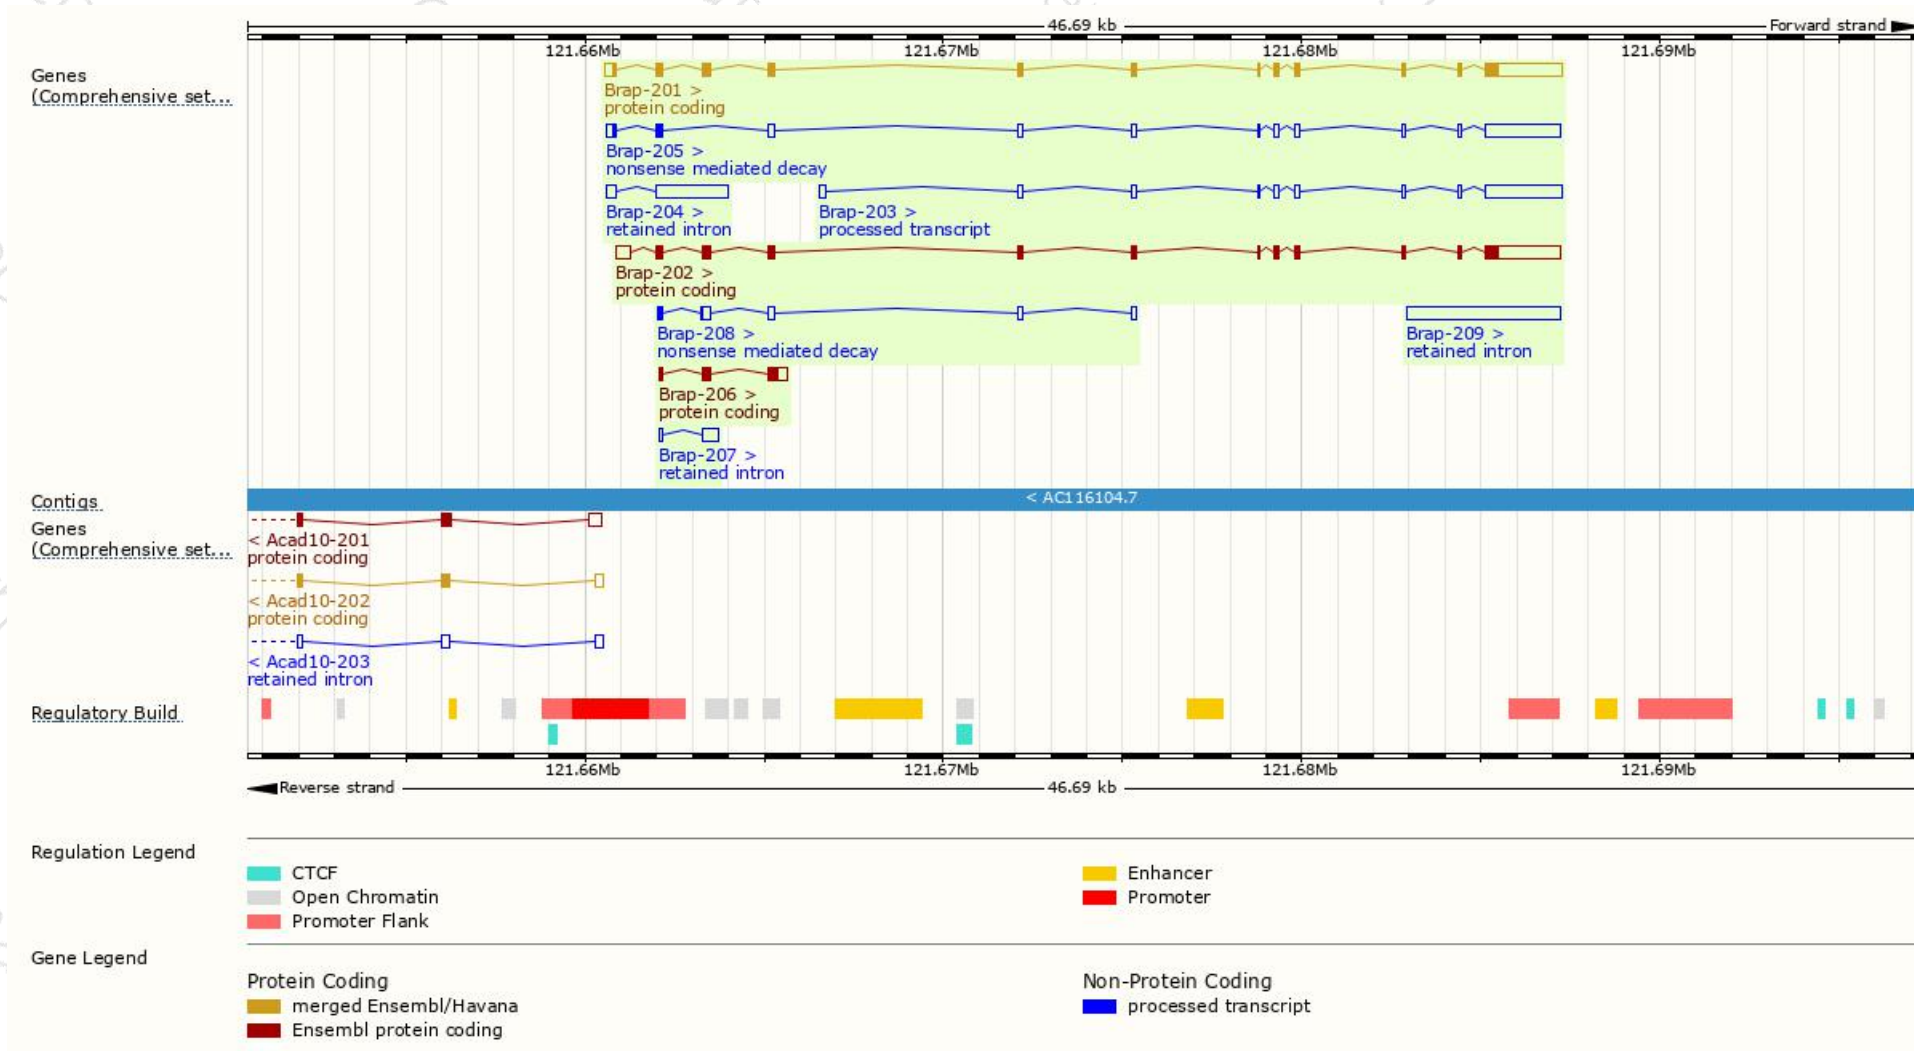 46.69 kb
Forward strand
121.66Mb 121.67Mb 121.68Mb 121.69Mb
Genes
(Comprehensive set...
Brap-201 >
protein coding
Brap-205 >
nonsense mediated decay
Brap-204 >
retained intron
Brap-203 >
processed transcript
Brap-202 >
protein coding
Brap-208 >
nonsense mediated decay
Brap-209 >
retained intron
Brap-206 >
protein coding
Brap-207 >
retained intron
Contigs
< AC116104.7
Genes
(Comprehensive set...
< Acad10-201
protein coding
< Acad10-202
protein coding
< Acad10-203
retained intron
Regulatory Build
121.66Mb 121.67Mb 121.68Mb 121.69Mb
Reverse strand
46.69 kb
Regulation Legend
CTCF
Enhancer
Open Chromatin
Promoter
Promoter Flank
Gene Legend
Protein Coding
Non-Protein Coding
merged Ensembl/Havana
processed transcript
Ensembl protein coding